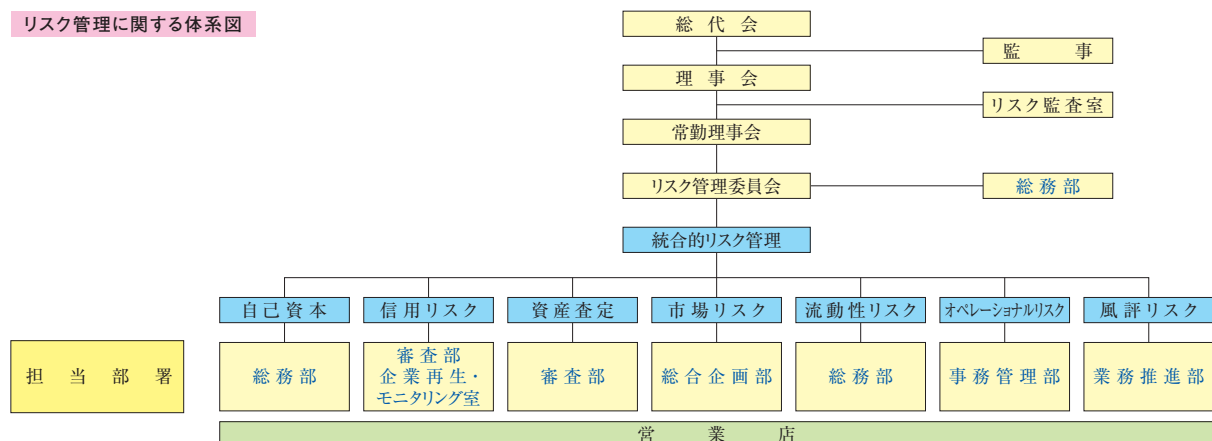 リスク管理に関する体系図
総代会
監事
理事会
リスク監査室
常勤理事会
リスク管理委員会
総務部
統合的リスク管理
自己資本
信用リスク
資産査定
市場リスク
流動性リスク
オペレーショナルリスク
風評リスク
担当部署
総務部
審査部
企業再生・
モニタリング室
審査部
総合企画部
総務部
事務管理部
業務推進部
営業店